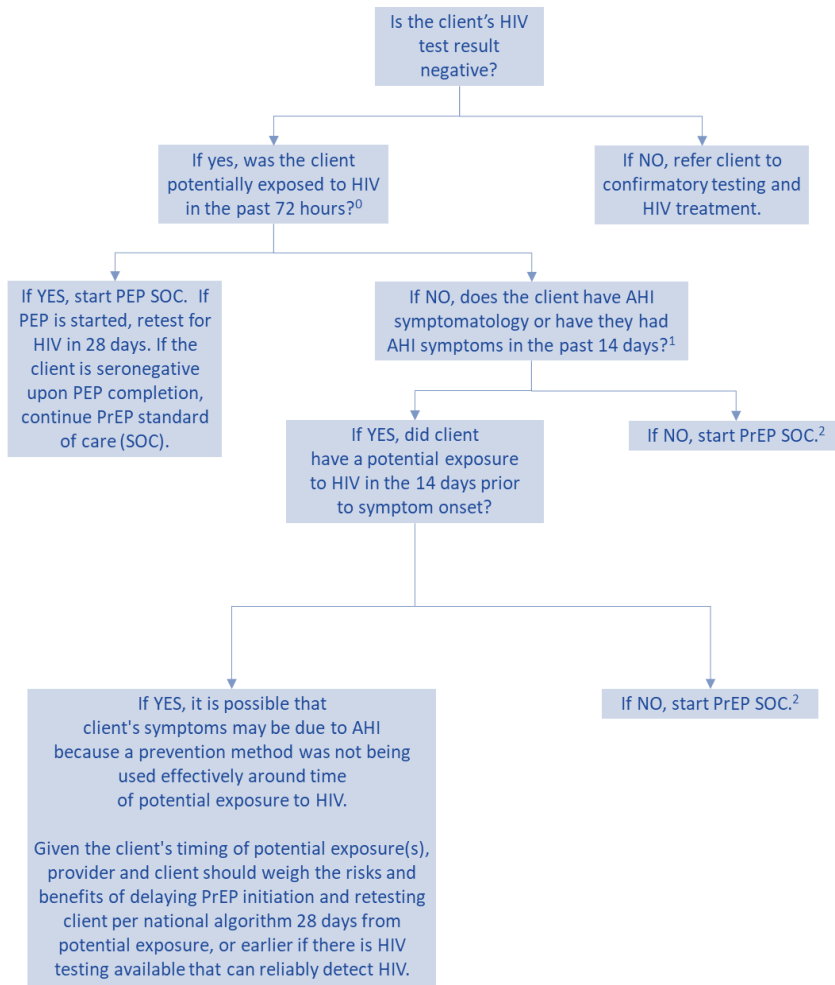 Is the client’s HIV
test result
negative?
If yes, was the client
potentially exposed to HIV
in the past 72 hours?⁰
If NO, refer client to
confirmatory testing and
HIV treatment.
If YES, start PEP SOC.  If
PEP is started, retest for
HIV in 28 days. If the
client is seronegative
upon PEP completion,
continue PrEP standard
of care (SOC).
If NO, does the client have AHI
symptomatology or have they had
AHI symptoms in the past 14 days?¹
If YES, did client
have a potential exposure
to HIV in the 14 days prior
to symptom onset?
If NO, start PrEP SOC.²
If YES, it is possible that
client's symptoms may be due to AHI
because a prevention method was not being
used effectively around time
of potential exposure to HIV.
Given the client's timing of potential exposure(s),
provider and client should weigh the risks and
benefits of delaying PrEP initiation and retesting
client per national algorithm 28 days from
potential exposure, or earlier if there is HIV
testing available that can reliably detect HIV.
If NO, start PrEP SOC.²